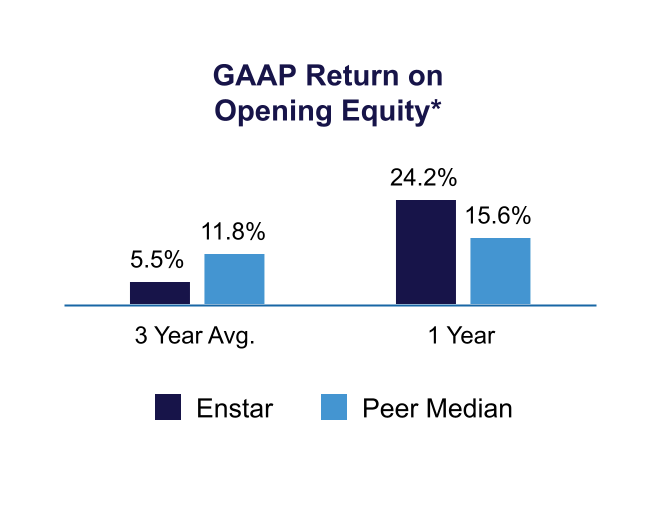 GAAP Return on
Opening Equity*
24.2%
15.6%
11.8%
5.5%
3 Year Avg.
1 Year
Enstar
Peer Median